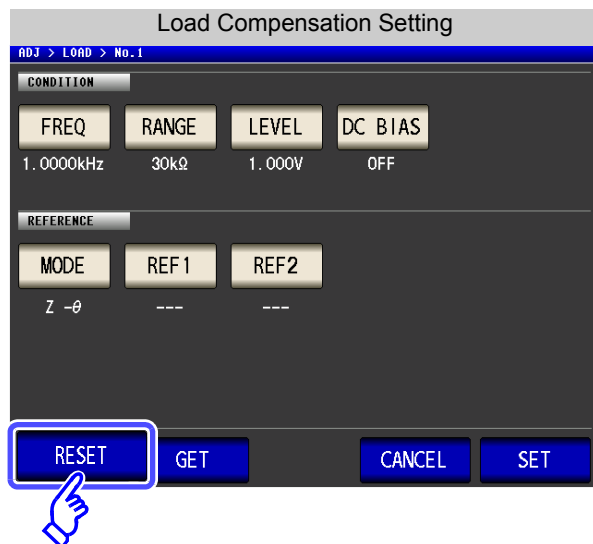 Load Compensation Setting
ADJ > LOAD > No.1
CONDITION
FREQ RANGE LEVEL DC BIAS
1.0000kHz 30kΩ 1.000V OFF
REFERENCE
MODE REF1 REF2
Z -θ --- ---
RESET GET CANCEL SET